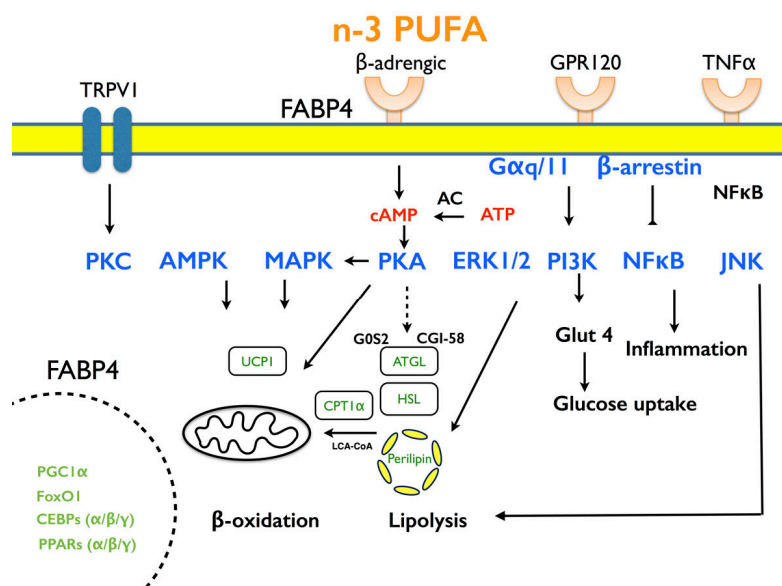 n-3 PUFA
β-adrengic
GPR120
TNFα
TRPV1
FABP4
Gαq/11
β-arrestin
NFκB
AC
cAMP
ATP
PKC
AMPK
MAPK
PKA
ERK1/2
PI3K
NFκB
JNK
G0S2
CGI-58
Glut 4
Inflammation
UCP1
ATGL
FABP4
CPT1α
HSL
Glucose uptake
LCA-CoA
Perilipin
PGC1α
FoxO1
CEBPs (α/β/γ)
PPARs (α/β/γ)
β-oxidation
Lipolysis